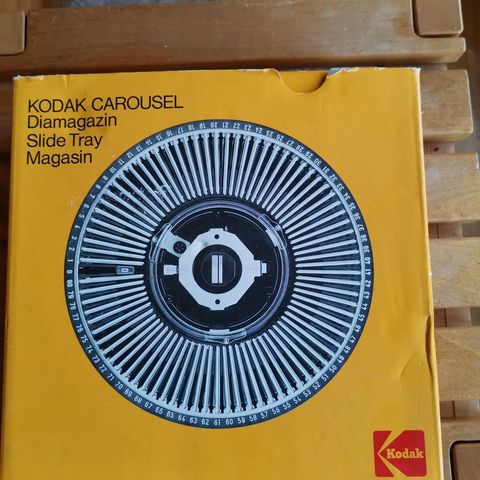 KODAK CAROUSEL
Diamagazin
Slide Tray
Magasin
Kodak